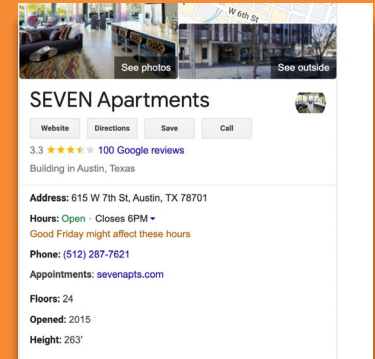 W 6th St
See photos
See outside
SEVEN Apartments
Website Directions Save Call
3.3 ★★★★★ 100 Google reviews
Building in Austin, Texas
Address: 615 W 7th St, Austin, TX 78701
Hours: Open · Closes 6PM
Good Friday might affect these hours
Phone: (512) 287-7621
Appointments: sevenapts.com
Floors: 24
Opened: 2015
Height: 263′